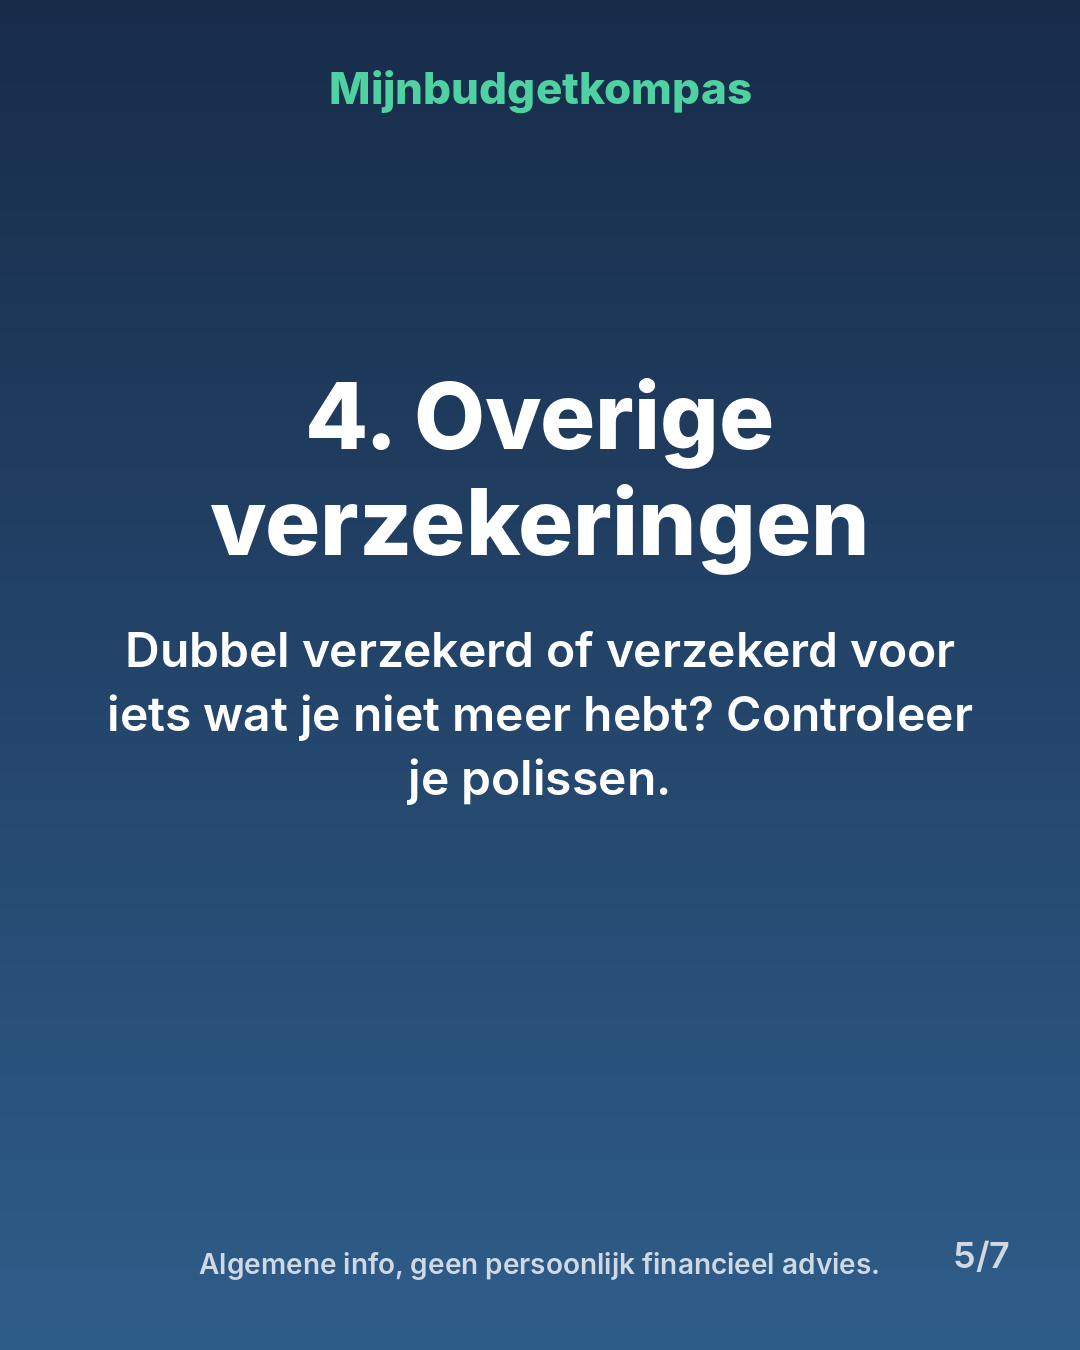 Mijnbudgetkompas
4. Overige
verzekeringen
Dubbel verzekerd of verzekerd voor
iets wat je niet meer hebt? Controleer
je polissen.
Algemene info, geen persoonlijk financieel advies.
5/7